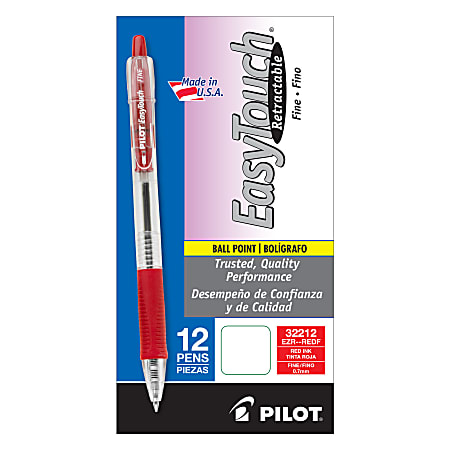 PILOT EasyTouch FINE
Made in
U.S.A.
EasyTouch®
Retractable
Fine • Fino
BALL POINT | BOLÍGRAFO
Trusted, Quality
Performance
Desempeño de Confianza
y de Calidad
12
PENS
PIEZAS
32212
EZR--REDF
RED INK
TINTA ROJA
FINE/FINO
0.7mm
PILOT®